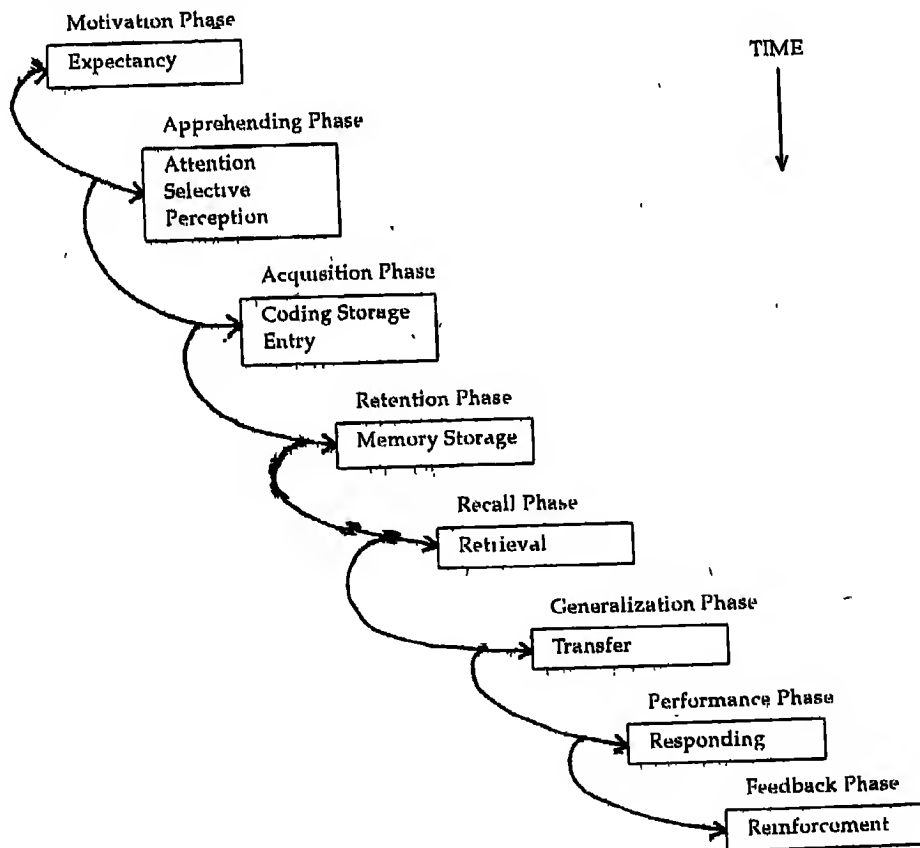 Motivation Phase
Expectancy
TIME
Apprehending Phase
Attention
Selective
Perception
Acquisition Phase
Coding Storage
Entry
Retention Phase
Memory Storage
Recall Phase
Retrieval
Generalization Phase
Transfer
Performance Phase
Responding
Feedback Phase
Reinforcement